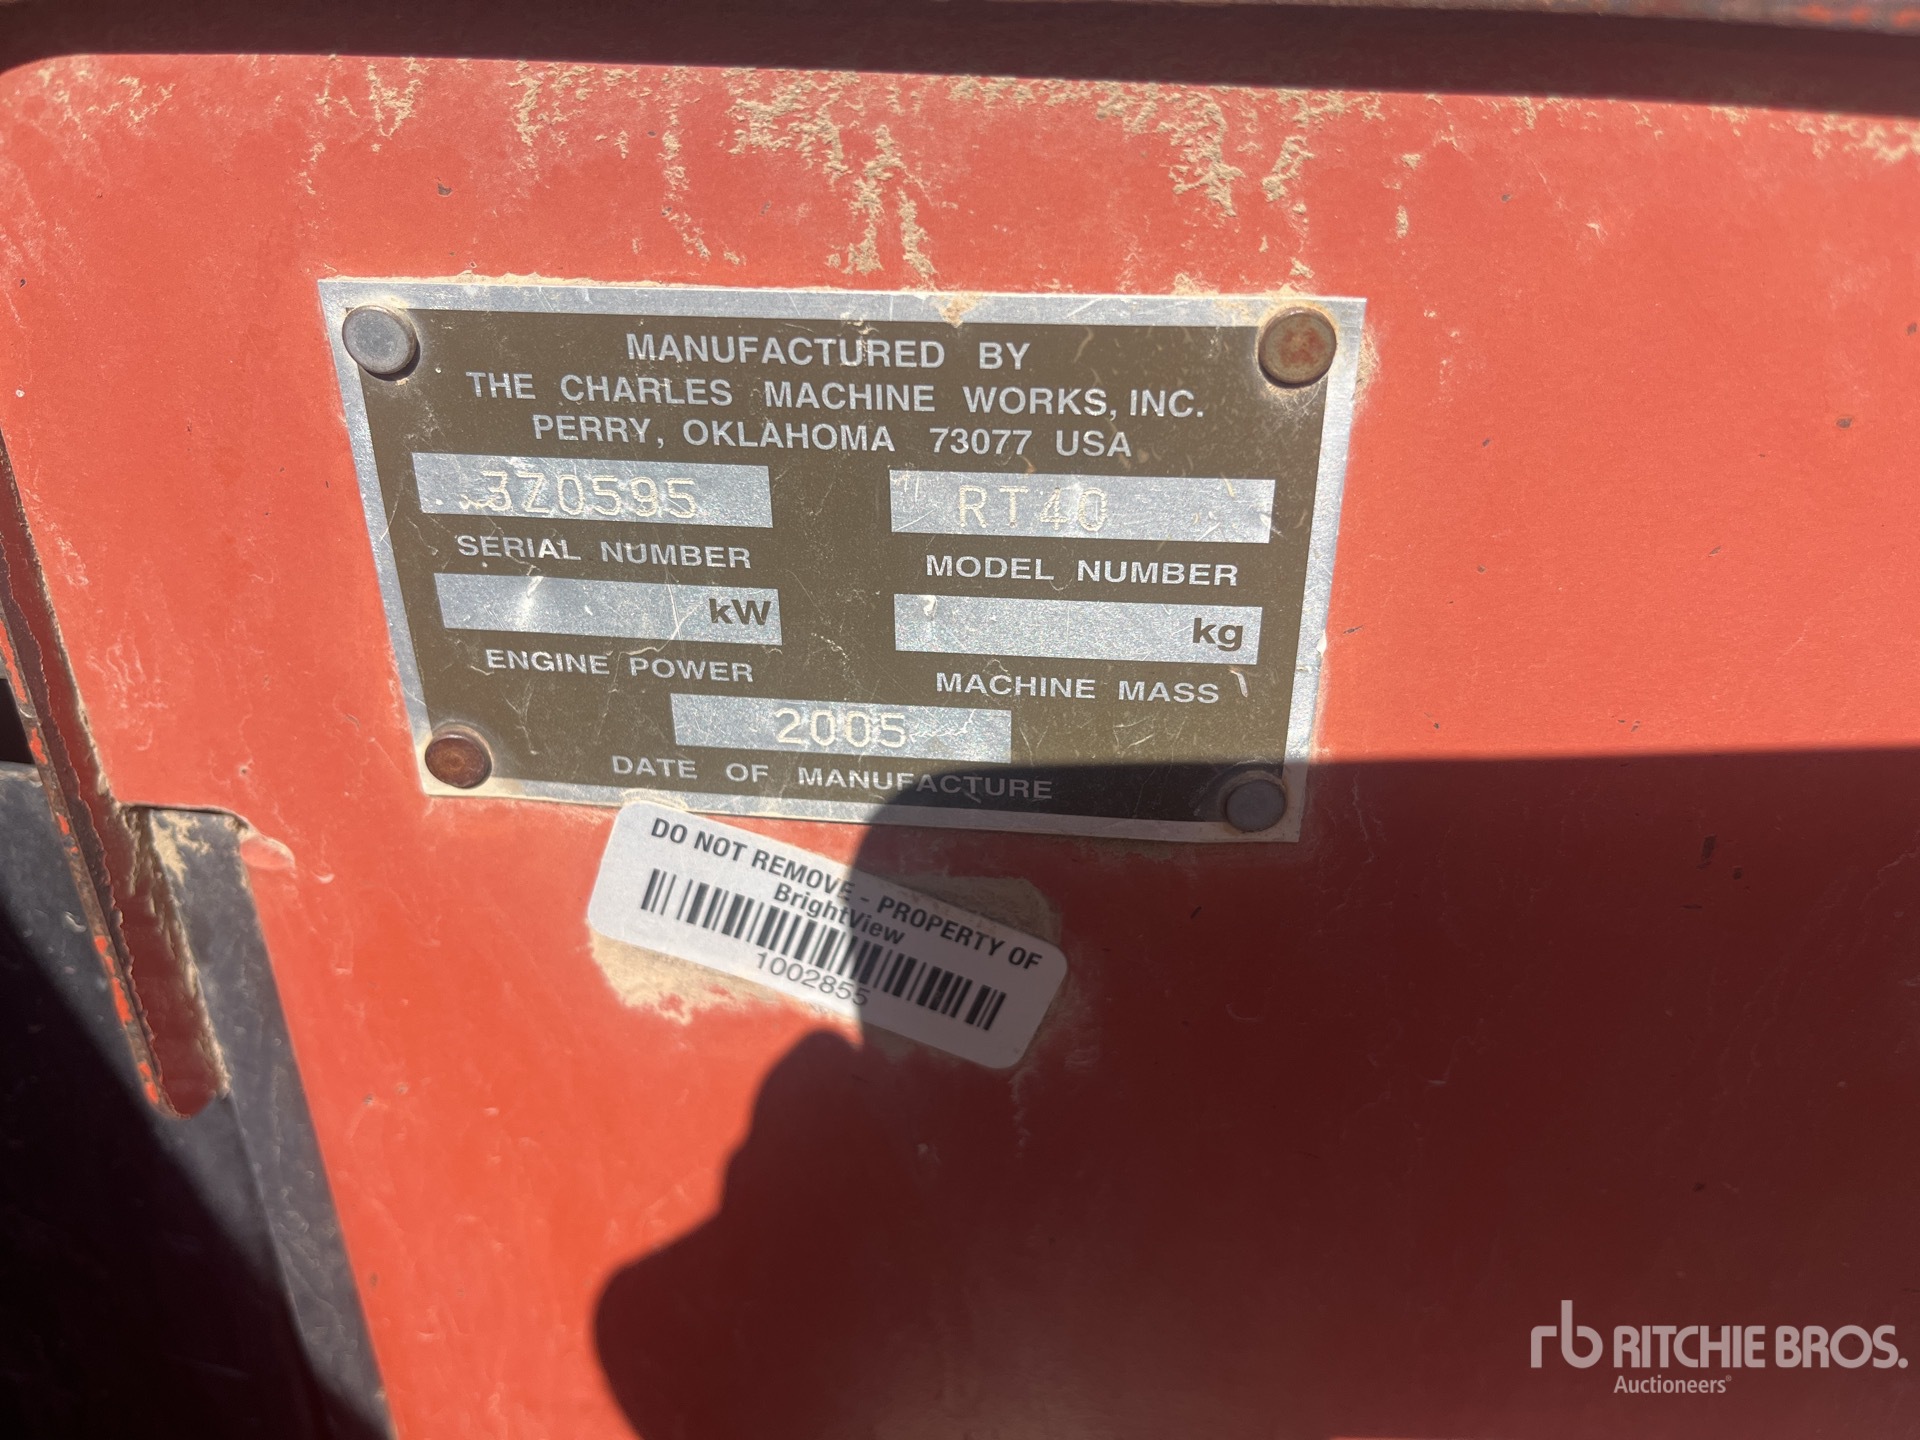 MANUFACTURED BY
THE CHARLES MACHINE WORKS, INC.
PERRY, OKLAHOMA 73077 USA
3Z0595 RT40
SERIAL NUMBER MODEL NUMBER
kW kg
ENGINE POWER MACHINE MASS
2005
DATE OF MANUFACTURE
DO NOT REMOVE - PROPERTY OF
BrightView
1002855
rb RITCHIE BROS.
Auctioneers®